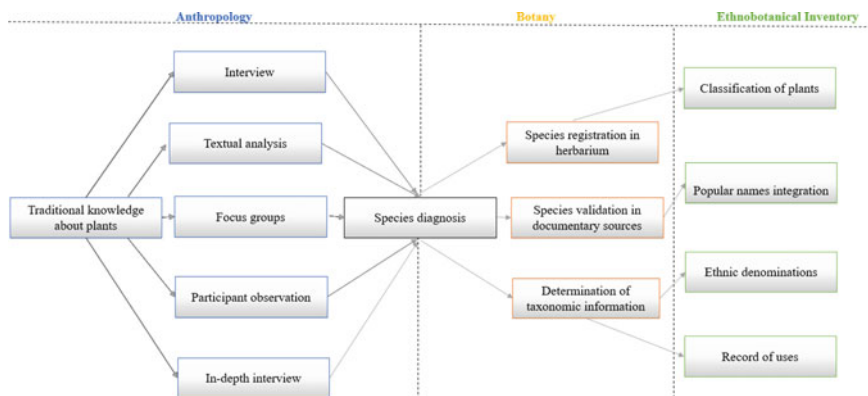 Anthropology
Botany
Ethnobotanical Inventory
Interview
Textual analysis
Traditional knowledge
about plants
Focus groups
Participant observation
In-depth interview
Species diagnosis
Species registration in
herbarium
Species validation in
documentary sources
Determination of
taxonomic information
Classification of plants
Popular names integration
Ethnic denominations
Record of uses